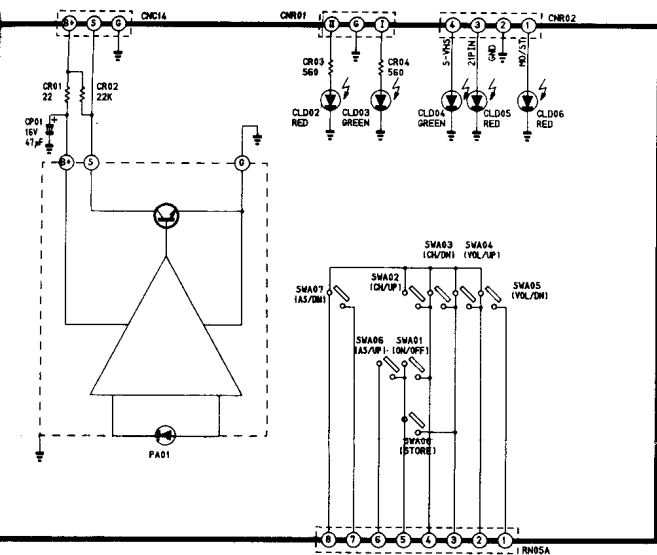 CNC14
CNR01
CNR02
B+ S G
II G I
4 3 2 1
S-VHS
21PIN
GND
MO/ST
CR01
22
CR02
22K
CR03
560
CR04
560
CP01
16V
47µF
CLD02
RED
CLD03
GREEN
CLD04
GREEN
CLD05
RED
CLD06
RED
B+ S G
PA01
SWA03
(CH/DN)
SWA04
(VOL/UP)
SWA02
(CH/UP)
SWA07
(AS/DN)
SWA05
(VOL/DN)
SWA06
(AS/UP)
SWA01
(ON/OFF)
SWA08
(STORE)
8 7 6 5 4 3 2 1
RN05A